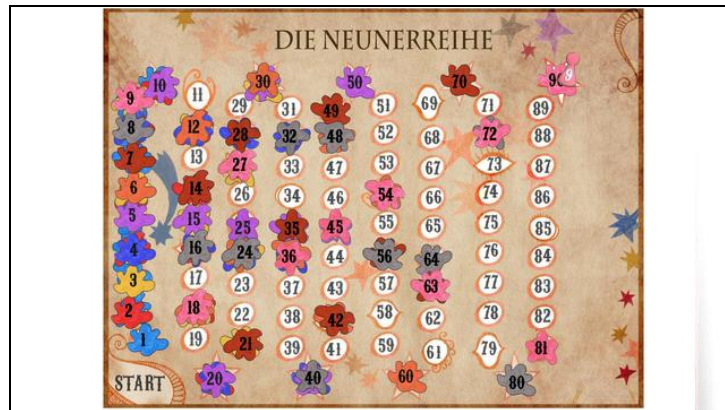 DIE NEUNERREIHE
10 30 50 70 90 9
9 11 29 31 49 51 69 71 89
8 12 28 32 48 52 68 72 88
7 13 27 33 47 53 67 73 87
6 14 26 34 46 54 66 74 86
5 15 25 35 45 55 65 75 85
4 16 24 36 44 56 64 76 84
3 17 23 37 43 57 63 77 83
2 18 22 38 42 58 62 78 82
1 19 21 39 41 59 61 79 81
START 20 40 60 80